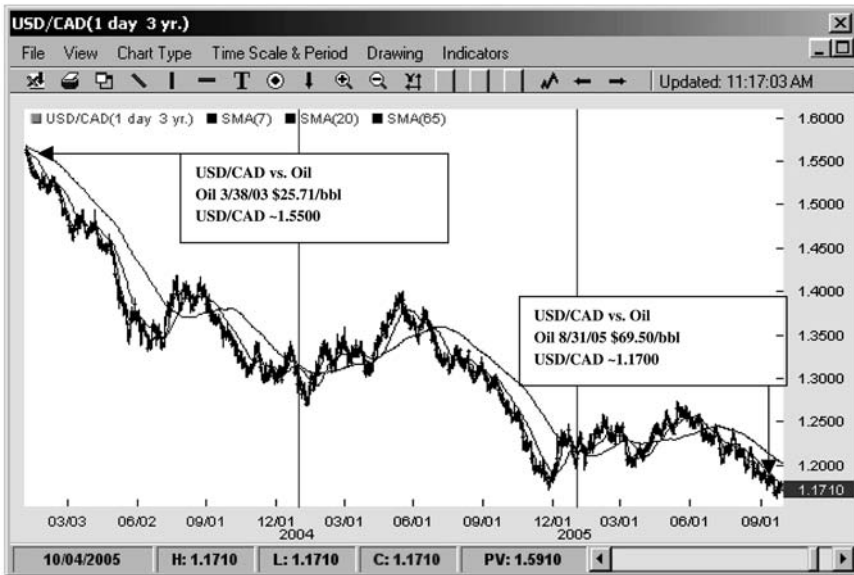 USD/CAD(1 day 3 yr.)
File View Chart Type Time Scale & Period Drawing Indicators
T Updated: 11:17:03 AM
USD/CAD(1 day 3 yr.) SMA(7) SMA(20) SMA(65)
1.6000
1.5500
1.5000
1.4500
1.4000
1.3500
1.3000
1.2500
1.2000
1.1710
USD/CAD vs. Oil
Oil 3/38/03 $25.71/bbl
USD/CAD ~1.5500
USD/CAD vs. Oil
Oil 8/31/05 $69.50/bbl
USD/CAD ~1.1700
03/03 06/02 09/01 12/01 03/01 06/01 09/01 12/01 03/01 06/01 09/01
2004 2005
10/04/2005 H: 1.1710 L: 1.1710 C: 1.1710 PV: 1.5910